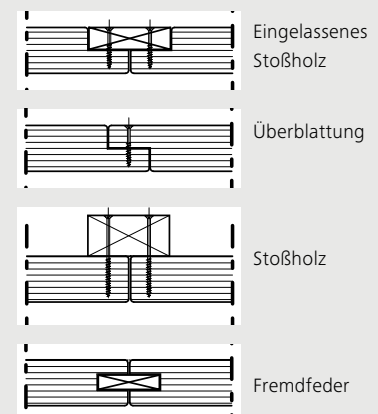 Eingelassenes
Stoßholz
Überblattung
Stoßholz
Fremdfeder